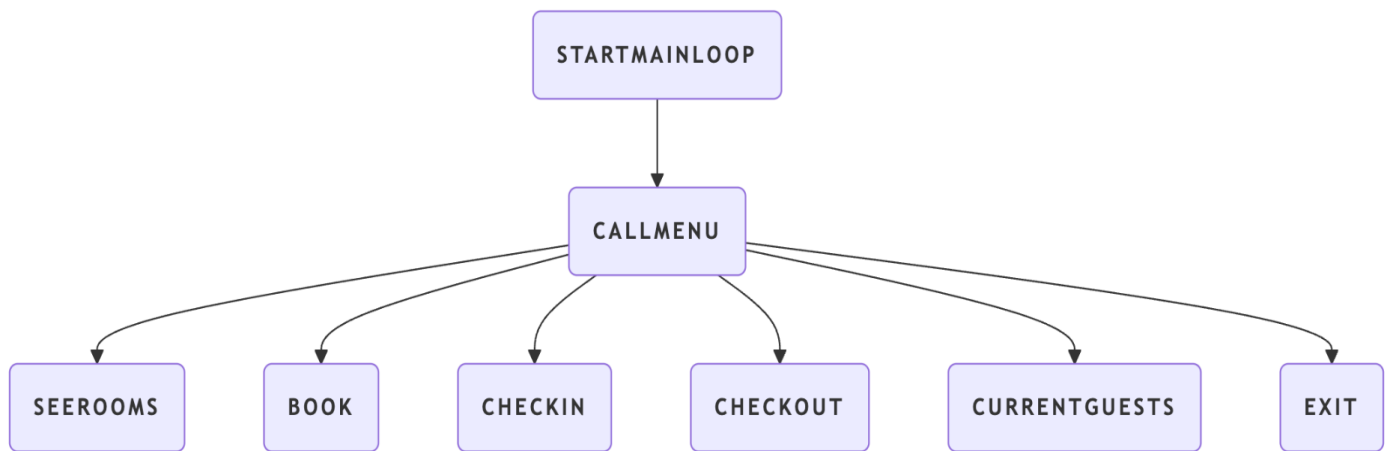 STARTMAINLOOP
CALLMENU
SEEROOMS
BOOK
CHECKIN
CHECKOUT
CURRENTGUESTS
EXIT